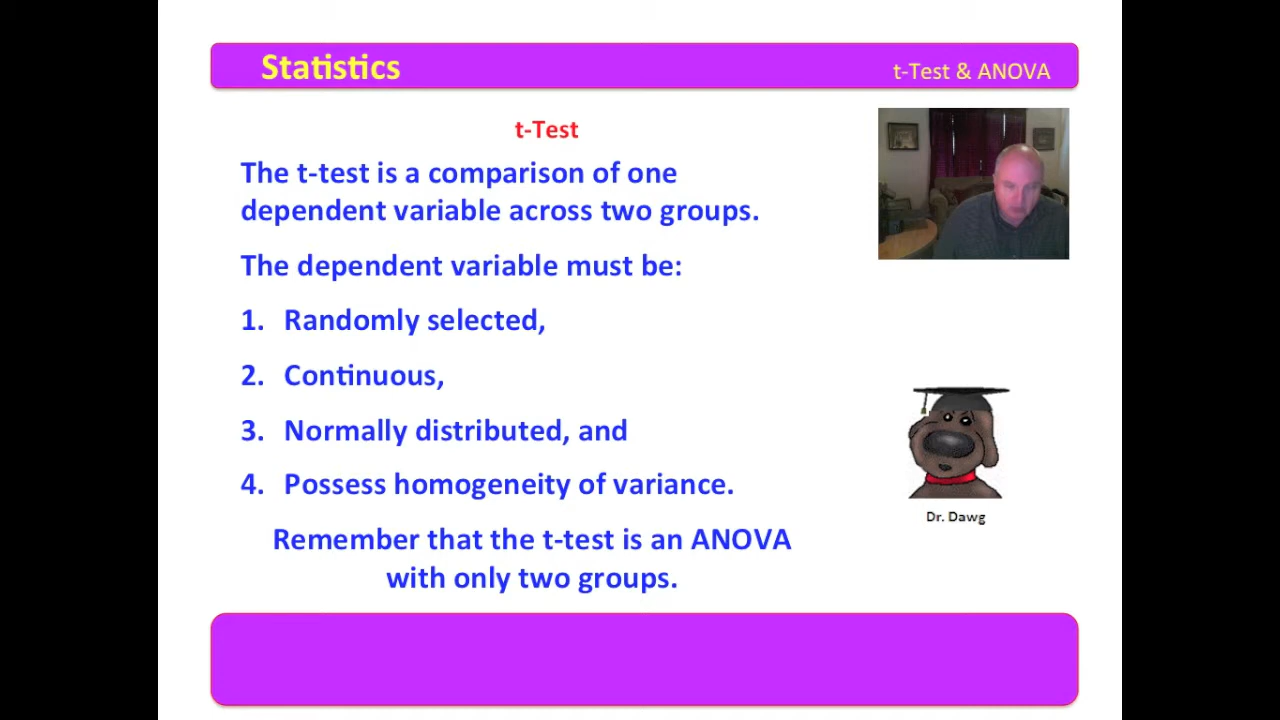 Statistics
t-Test & ANOVA
t-Test
The t-test is a comparison of one
dependent variable across two groups.
The dependent variable must be:
1. Randomly selected,
2. Continuous,
3. Normally distributed, and
4. Possess homogeneity of variance.
Dr. Dawg
Remember that the t-test is an ANOVA
with only two groups.